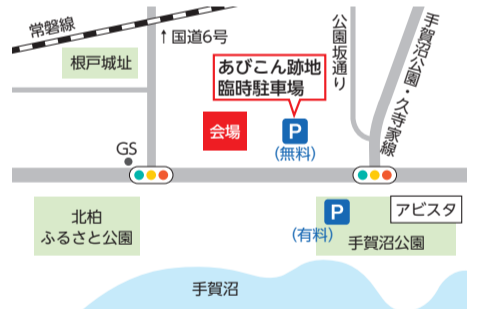 常磐線
↑国道6号
根戸城址
あびこん跡地
臨時駐車場
公園坂通り
手賀沼公園・久寺家線
会場
P
(無料)
GS
北柏
ふるさと公園
P
(有料)
アビスタ
手賀沼公園
手賀沼